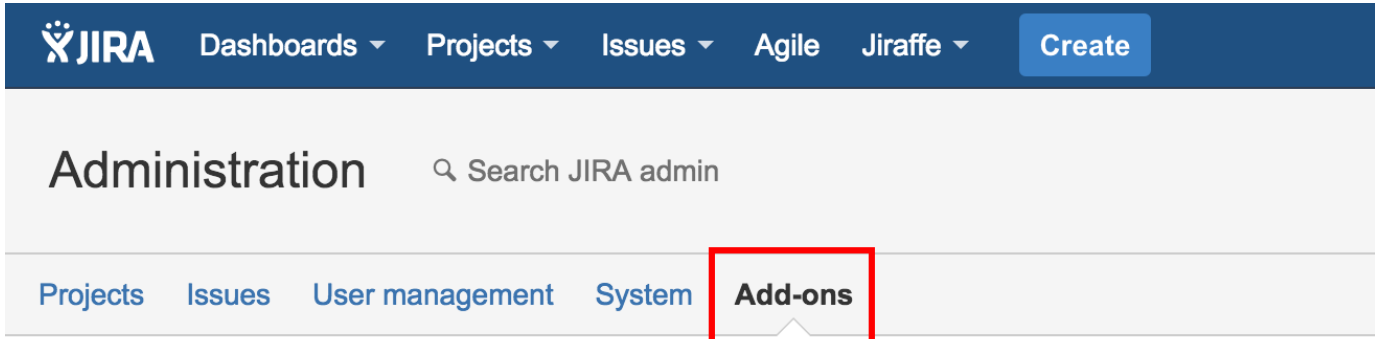 JIRA Dashboards Projects Issues Agile Jiraffe Create
Administration Search JIRA admin
Projects Issues User management System Add-ons